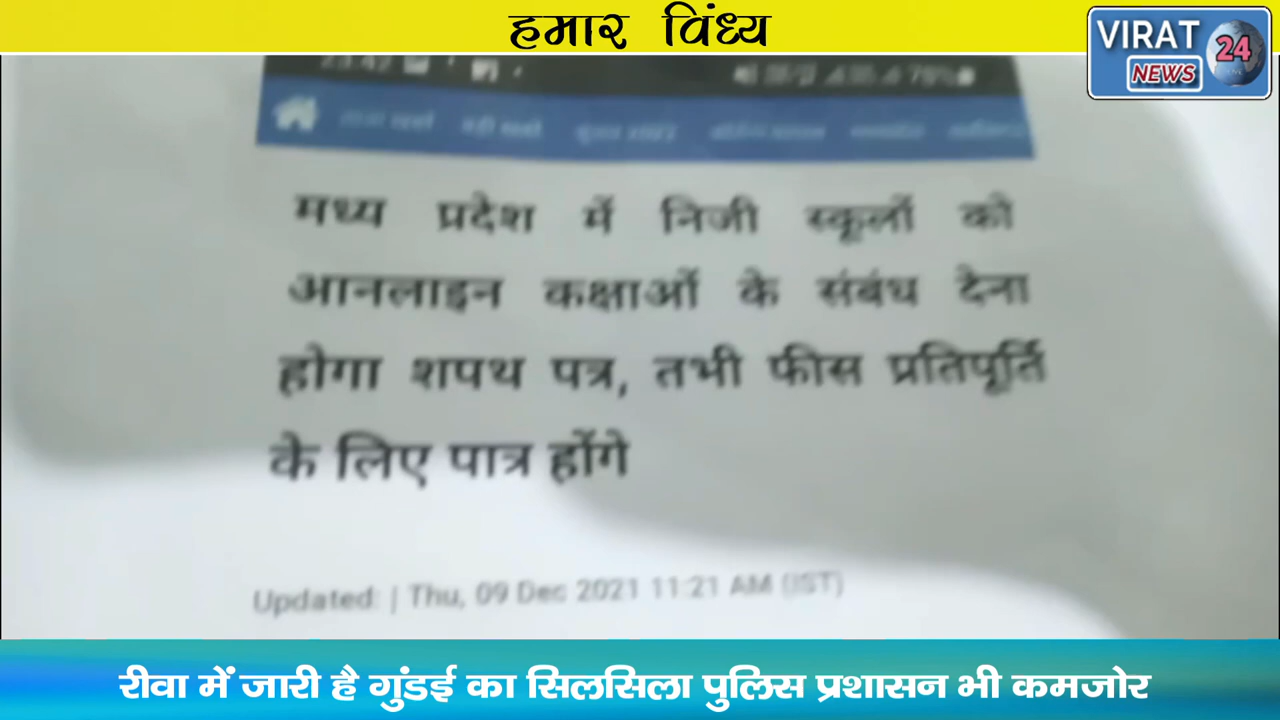 हमार विंध्य
VIRAT
24
NEWS
मध्य प्रदेश में निजी स्कूलों को
आनलाइन कक्षाओं के संबंध देना
होगा शपथ पत्र, तभी फीस प्रतिपूर्ति
के लिए पात्र होंगे
Updated: | Thu, 09 Dec 2021 11:21 AM (IST)
रीवा में जारी है गुंडई का सिलसिला पुलिस प्रशासन भी कमजोर